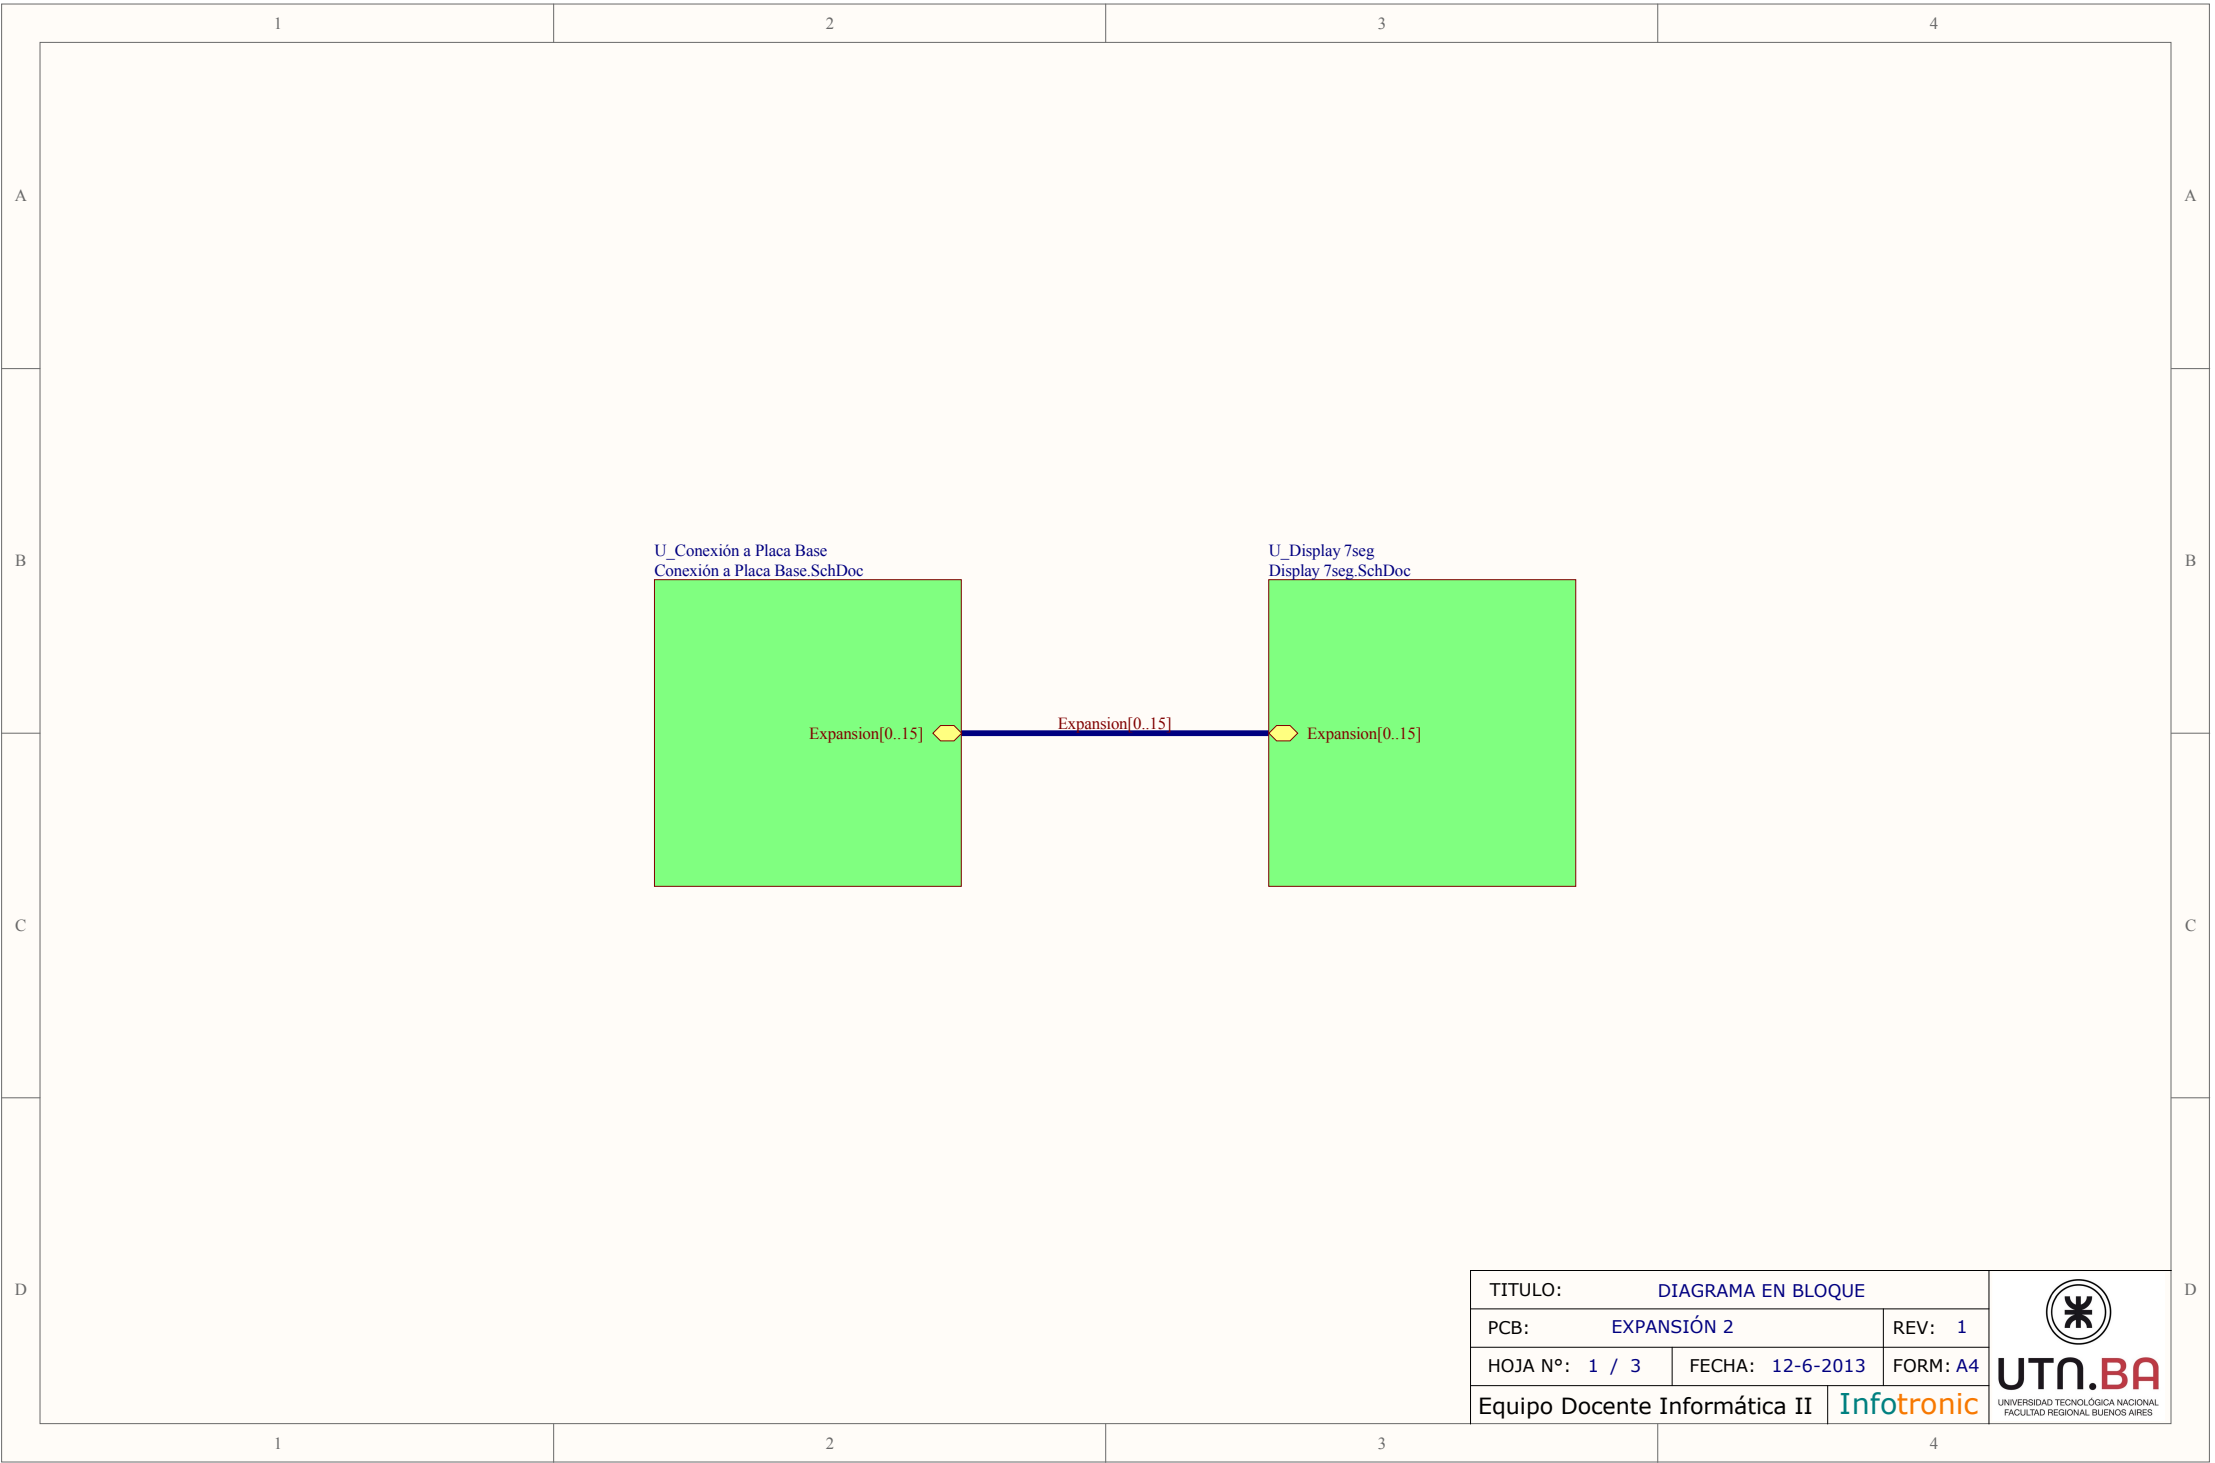 1 2 3 4
A A
B B
C C
D D
U_Conexión a Placa Base
Conexión a Placa Base.SchDoc
U_Display 7seg
Display 7seg.SchDoc
Expansion[0..15]
Expansion[0..15]
Expansion[0..15]
TITULO: DIAGRAMA EN BLOQUE
PCB: EXPANSIÓN 2 REV: 1
HOJA Nº: 1 / 3 FECHA: 12-6-2013 FORM: A4
Equipo Docente Informática II Infotronic
UTN.BA
UNIVERSIDAD TECNOLÓGICA NACIONAL
FACULTAD REGIONAL BUENOS AIRES
1 2 3 4